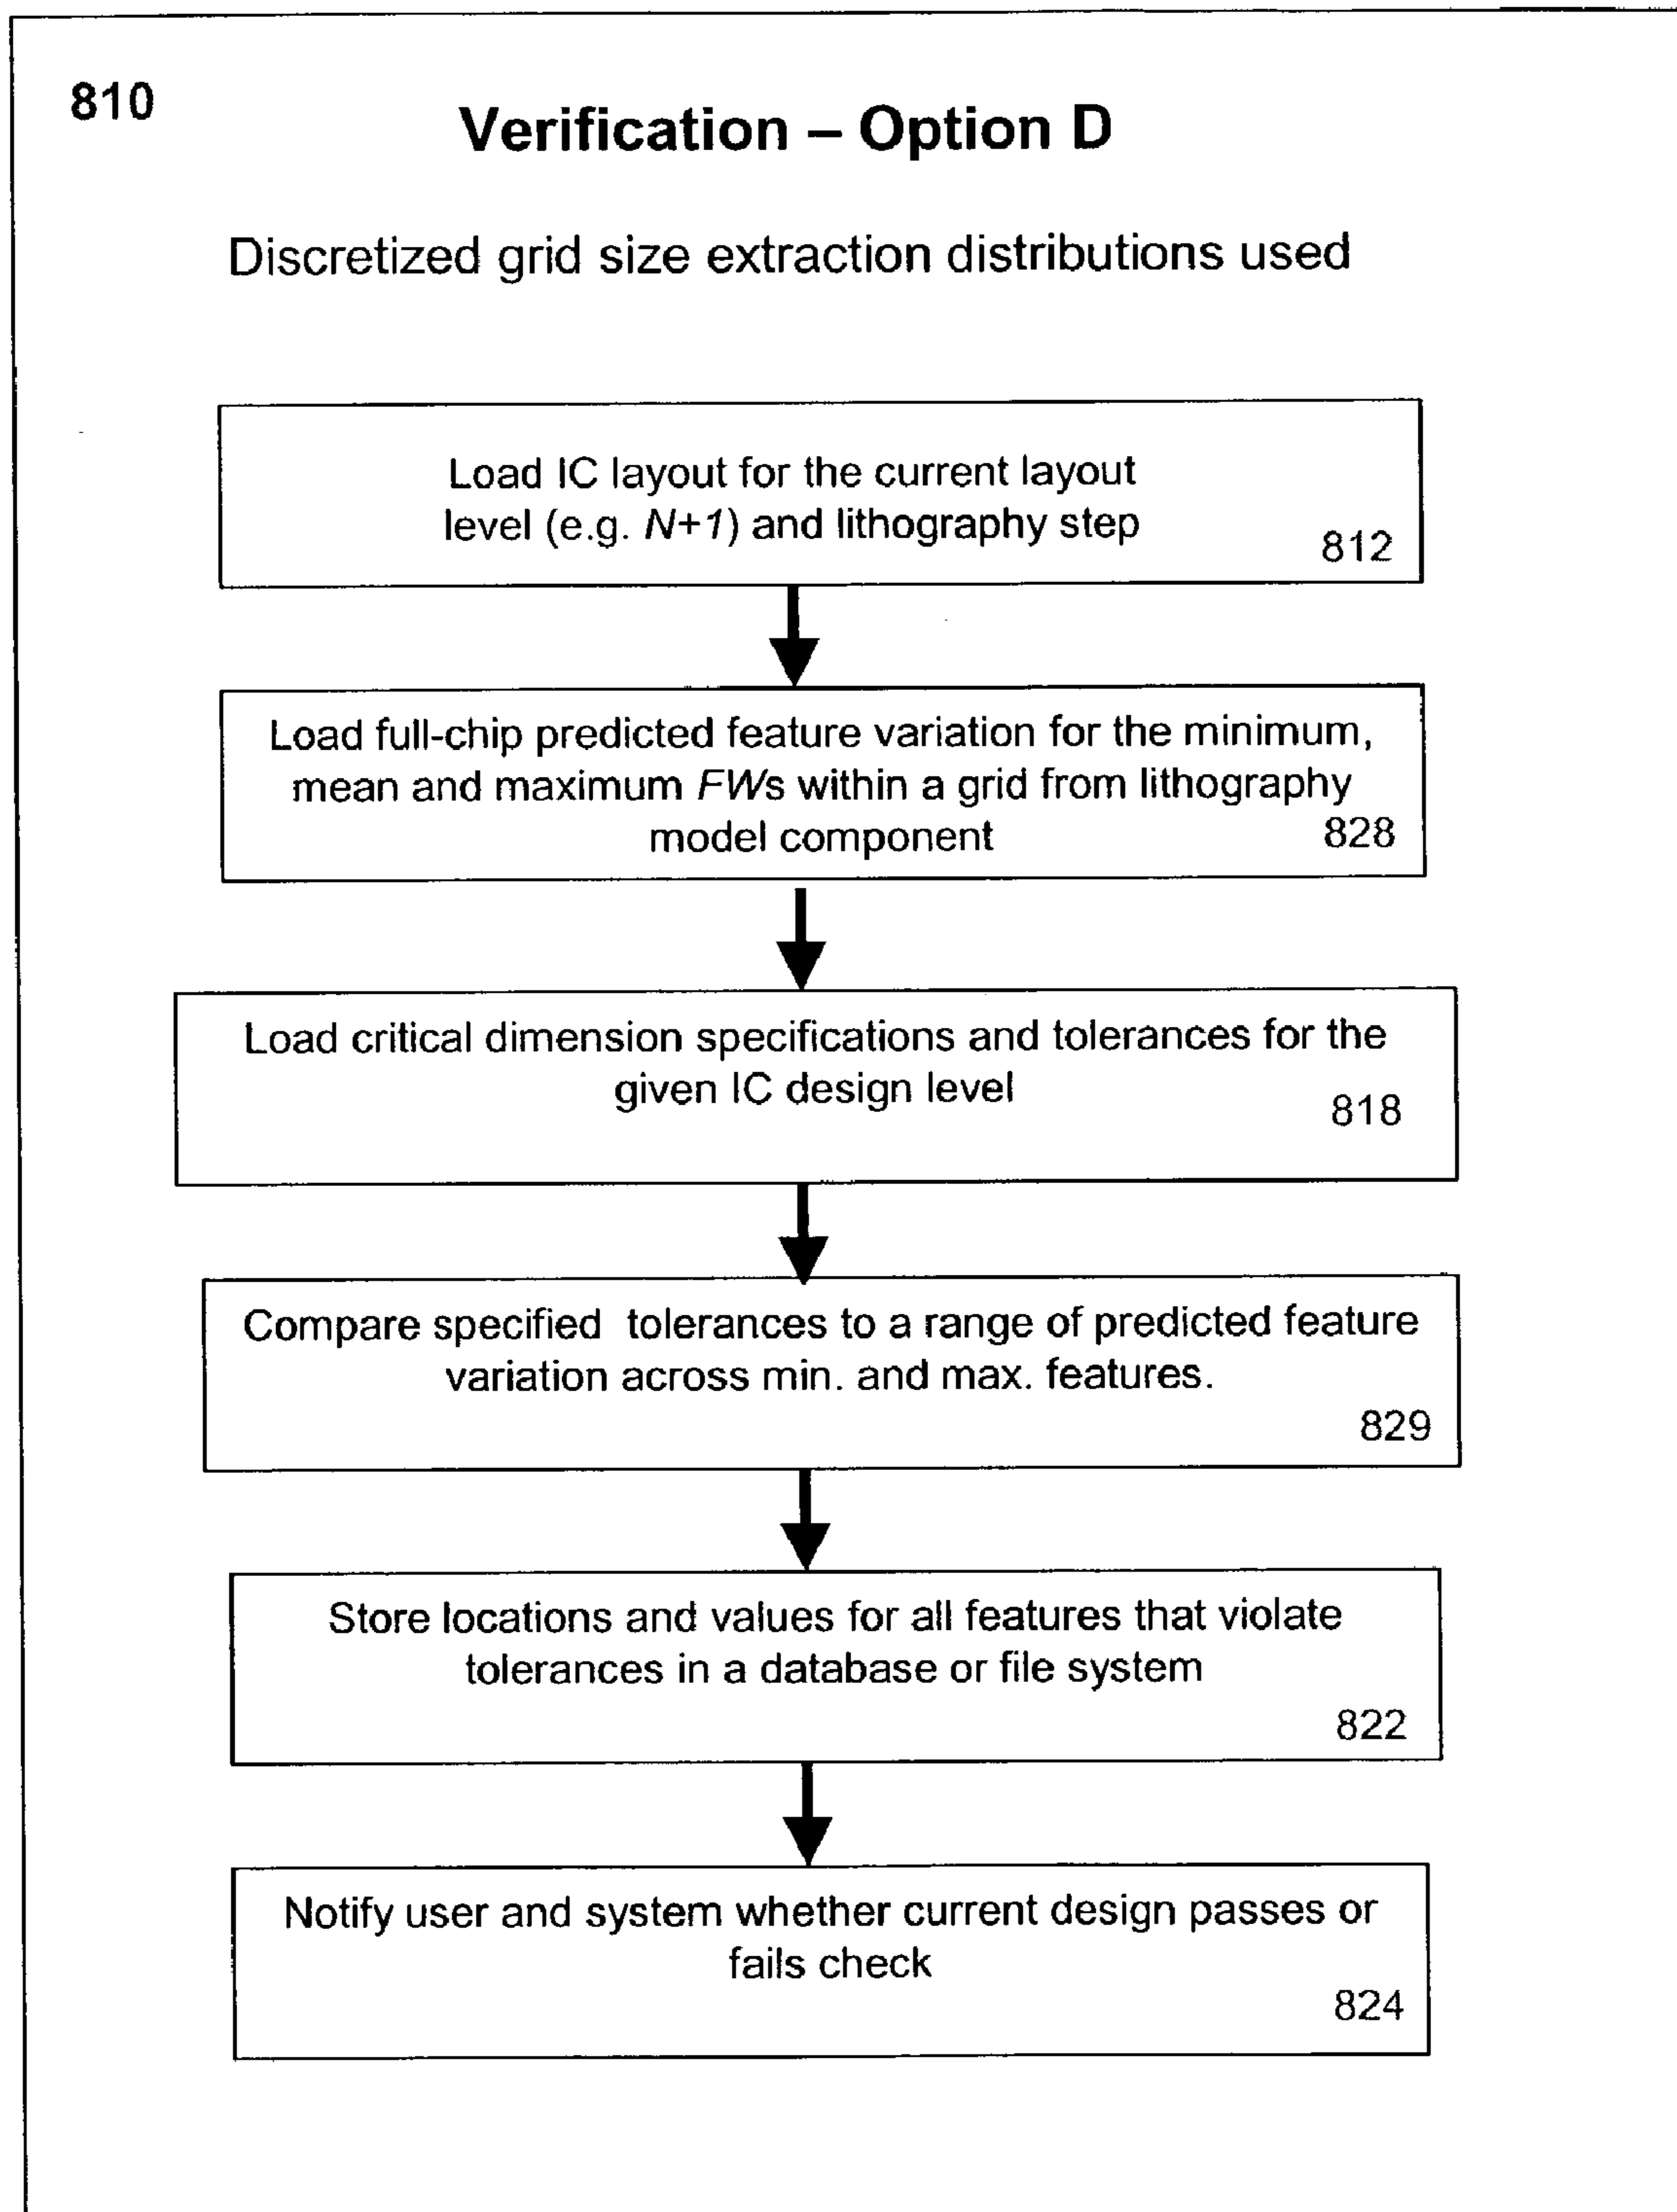 810
Verification – Option D
Discretized grid size extraction distributions used
Load IC layout for the current layout
level (e.g. N+1) and lithography step
812
Load full-chip predicted feature variation for the minimum,
mean and maximum FWs within a grid from lithography
model component
828
Load critical dimension specifications and tolerances for the
given IC design level
818
Compare specified tolerances to a range of predicted feature
variation across min. and max. features.
829
Store locations and values for all features that violate
tolerances in a database or file system
822
Notify user and system whether current design passes or
fails check
824